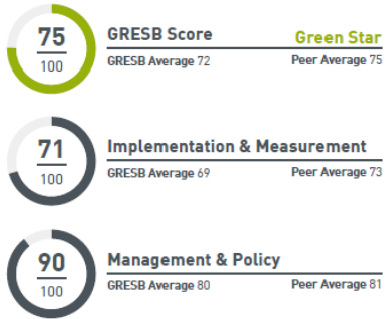 75
100
GRESB Score Green Star
GRESB Average 72 Peer Average 75
71
100
Implementation & Measurement
GRESB Average 69 Peer Average 73
90
100
Management & Policy
GRESB Average 80 Peer Average 81